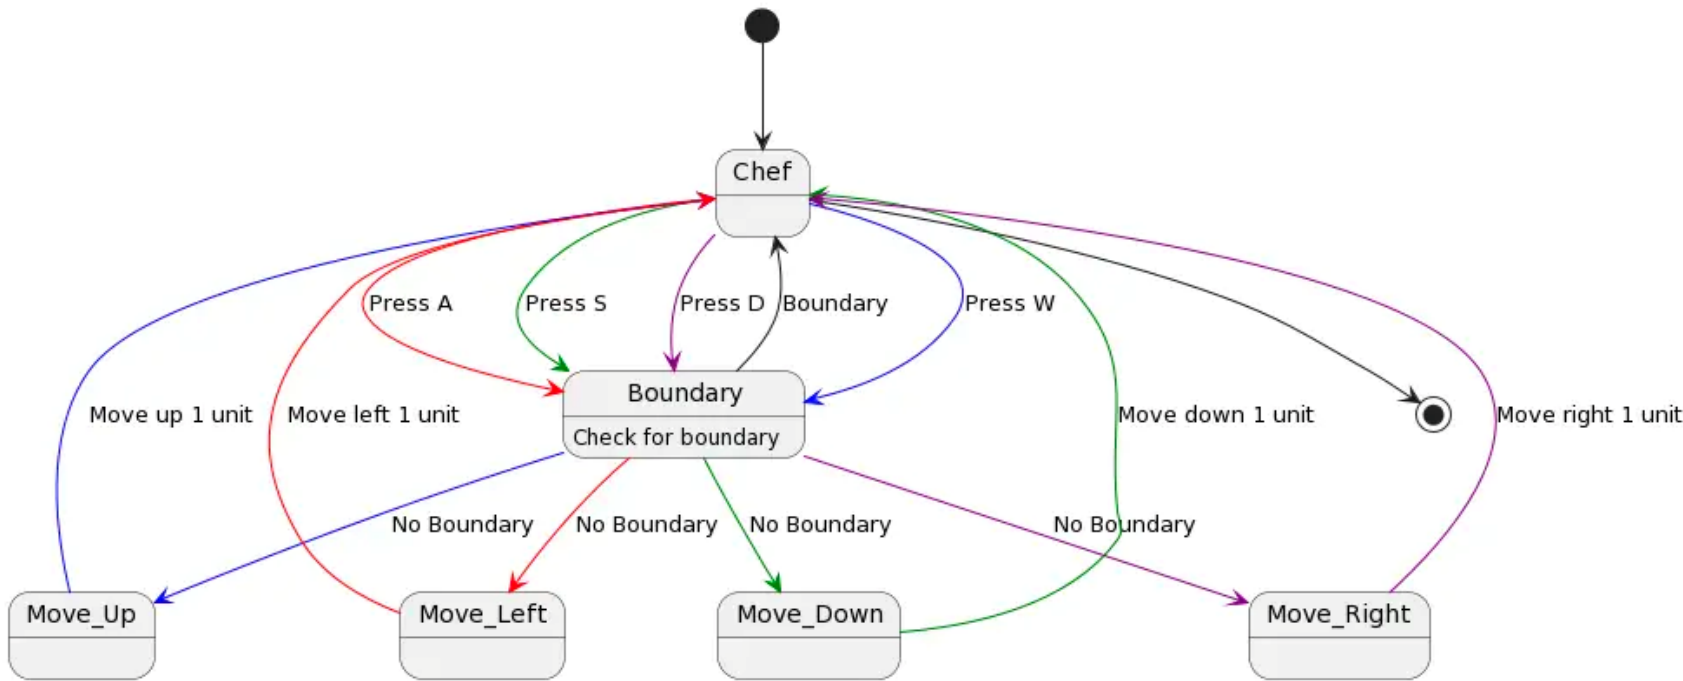 Chef
Press A
Press S
Press D
Boundary
Press W
Boundary
Check for boundary
Move up 1 unit
Move left 1 unit
Move down 1 unit
Move right 1 unit
No Boundary
No Boundary
No Boundary
No Boundary
Move_Up
Move_Left
Move_Down
Move_Right